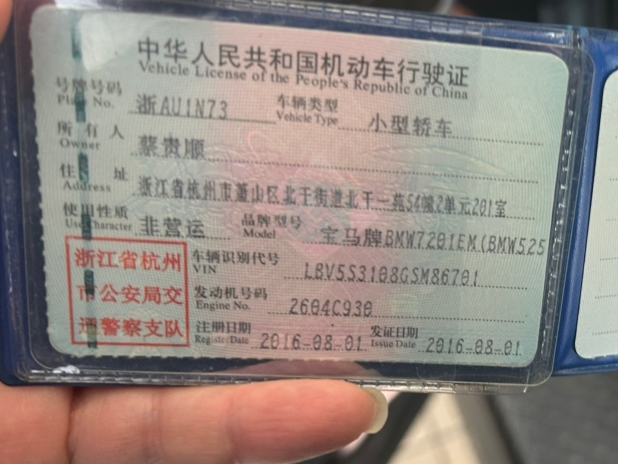 中华人民共和国机动车行驶证
Vehicle License of the People's Republic of China
号牌号码 浙AU1N73 车辆类型 小型轿车
Plate No. Vehicle Type
所有人 蔡贵顺
Owner
住址 浙江省杭州市萧山区北干街道北干一苑54幢2单元201室
Address
使用性质 非营运 品牌型号 宝马牌BMW7201EM(BMW525
Use Character Model
浙江省杭州
市公安局交
通警察支队
车辆识别代号 LBV5S3108GSM86701
VIN
发动机号码 2604C930
Engine No.
注册日期 2016-08-01 发证日期 2016-08-01
Register Date Issue Date